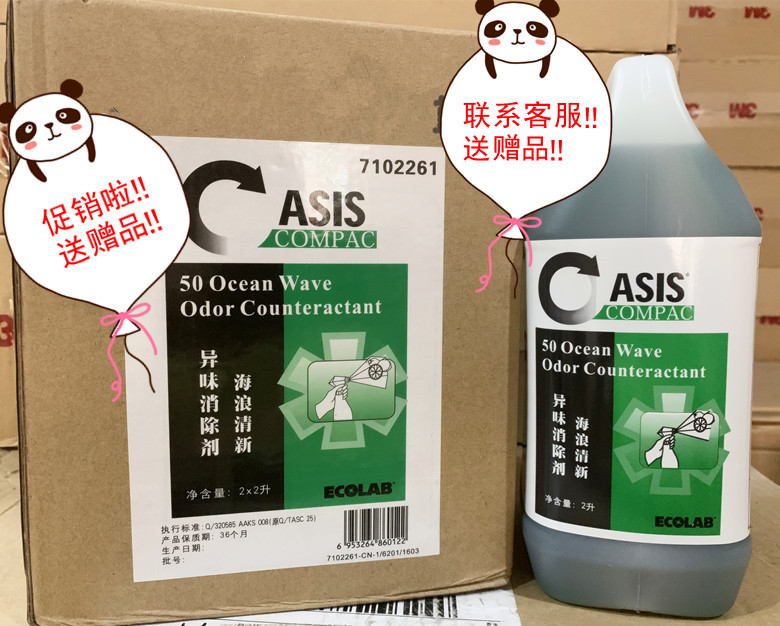 促销啦!!
送赠品!!
联系客服!!
送赠品!!
7102261
ASIS
COMPAC
50 Ocean Wave
Odor Counteractant
异味消除剂
海浪清新
净含量: 2×2升
ECOLAB®
执行标准: Q/320585 AAKS 008(原Q/TASC 25)
产品保质期: 36个月
生产日期:
批号:
6 953264 860122
7102261-CN-1/6201/1603
OASIS®
COMPAC
50 Ocean Wave
Odor Counteractant
异味消除剂
海浪清新
净含量: 2升
ECOLAB®
3M
3M